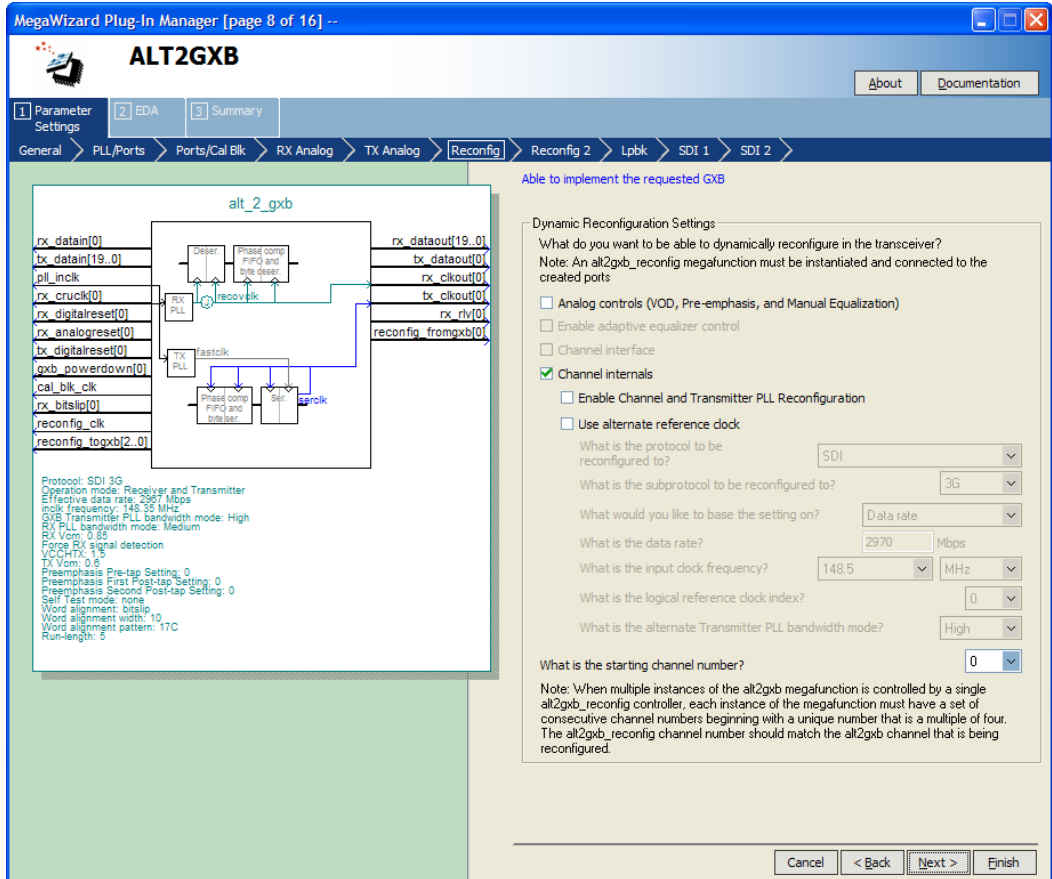 MegaWizard Plug-In Manager [page 8 of 16] --
ALT2GXB
About
Documentation
1 Parameter Settings
2 EDA
3 Summary
General
PLL/Ports
Ports/Cal Blk
RX Analog
TX Analog
Reconfig
Reconfig 2
Lpbk
SDI 1
SDI 2
alt_2_gxb
rx_datain[0]
tx_datain[19..0]
pll_inclk
rx_cruclk[0]
rx_digitalreset[0]
rx_analogreset[0]
tx_digitalreset[0]
gxb_powerdown[0]
cal_blk_clk
rx_bitslip[0]
reconfig_clk
reconfig_togxb[2..0]
Deser.
Phase comp
FIFO and
byte deser.
RX
PLL
recovclk
TX
PLL
fastclk
Phase comp
FIFO and
byte ser.
Ser.
serclk
rx_dataout[19..0]
tx_dataout[0]
rx_clkout[0]
tx_clkout[0]
rx_rlv[0]
reconfig_fromgxb[0]
Protocol: SDI 3G
Operation mode: Receiver and Transmitter
Effective data rate: 2967 Mbps
inclk frequency: 148.35 MHz
GXB Transmitter PLL bandwidth mode: High
RX PLL bandwidth mode: Medium
RX Vcm: 0.85
Force RX signal detection
VCCHTX: 1.5
TX Vcm: 0.6
Preemphasis Pre-tap Setting: 0
Preemphasis First Post-tap Setting: 0
Preemphasis Second Post-tap Setting: 0
Self Test mode: none
Word alignment: bitslip
Word alignment width: 10
Word alignment pattern: 17C
Run-length: 5
Able to implement the requested GXB
Dynamic Reconfiguration Settings
What do you want to be able to dynamically reconfigure in the transceiver?
Note: An alt2gxb_reconfig megafunction must be instantiated and connected to the
created ports
Analog controls (VOD, Pre-emphasis, and Manual Equalization)
Enable adaptive equalizer control
Channel interface
Channel internals
Enable Channel and Transmitter PLL Reconfiguration
Use alternate reference clock
What is the protocol to be
reconfigured to?
SDI
What is the subprotocol to be reconfigured to?
3G
What would you like to base the setting on?
Data rate
What is the data rate?
2970
Mbps
What is the input clock frequency?
148.5
MHz
What is the logical reference clock index?
0
What is the alternate Transmitter PLL bandwidth mode?
High
What is the starting channel number?
0
Note: When multiple instances of the alt2gxb megafunction is controlled by a single
alt2gxb_reconfig controller, each instance of the megafunction must have a set of
consecutive channel numbers beginning with a unique number that is a multiple of four.
The alt2gxb_reconfig channel number should match the alt2gxb channel that is being
reconfigured.
Cancel
< Back
Next >
Finish